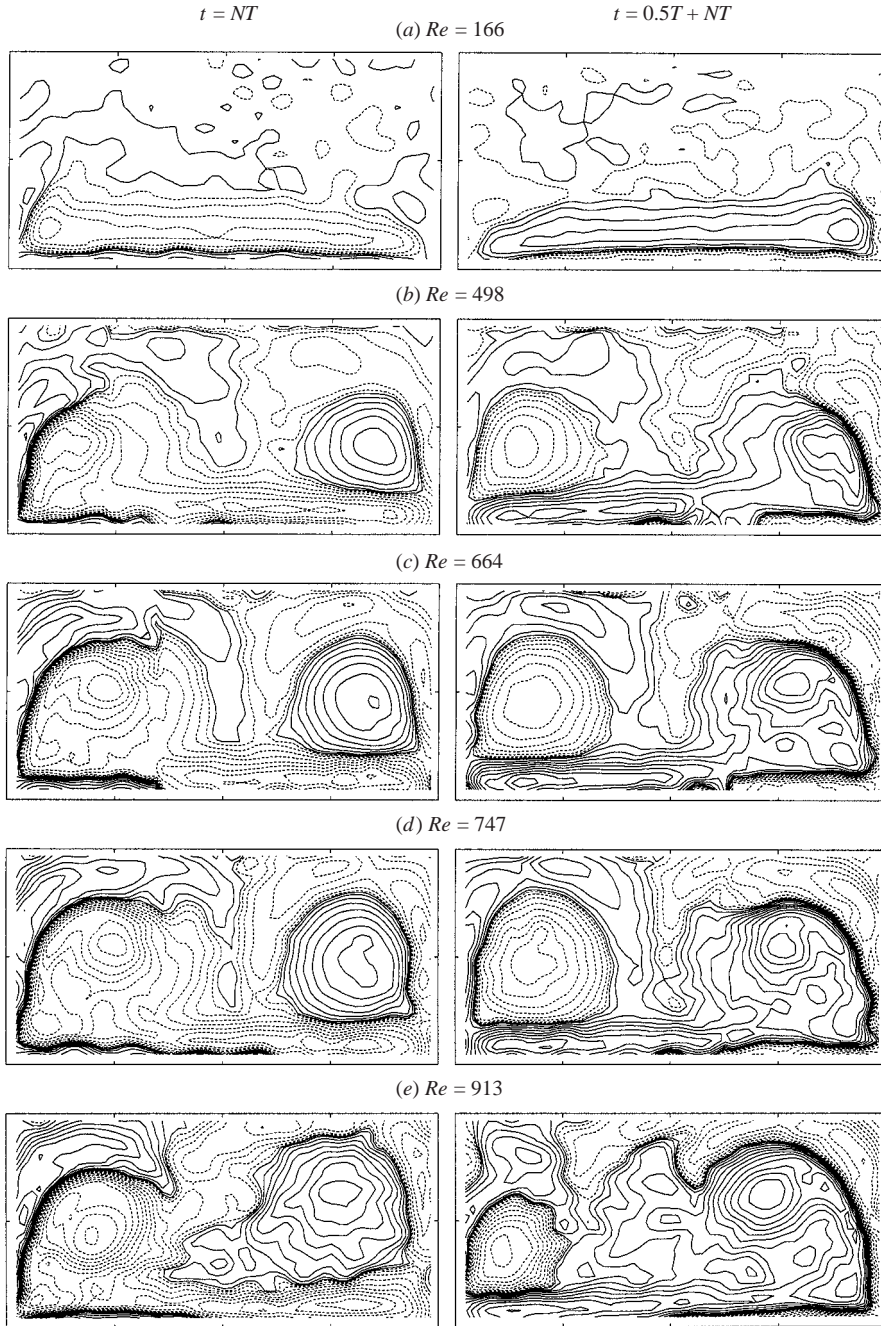 t = NT
t = 0.5T + NT
(a) Re = 166
(b) Re = 498
(c) Re = 664
(d) Re = 747
(e) Re = 913